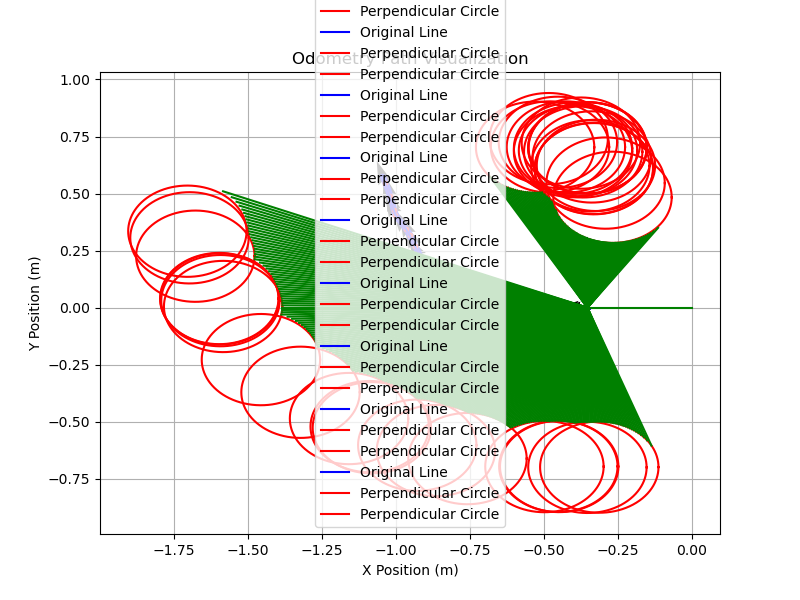 Odometry Path Visualization
Perpendicular Circle
Original Line
Perpendicular Circle
Perpendicular Circle
Original Line
Perpendicular Circle
Perpendicular Circle
Original Line
Perpendicular Circle
Perpendicular Circle
Original Line
Perpendicular Circle
Perpendicular Circle
Original Line
Perpendicular Circle
Perpendicular Circle
Original Line
Perpendicular Circle
Perpendicular Circle
Original Line
Perpendicular Circle
Perpendicular Circle
Original Line
Perpendicular Circle
Perpendicular Circle
1.00
0.75
0.50
0.25
0.00
−0.25
−0.50
−0.75
Y Position (m)
−1.75
−1.50
−1.25
−1.00
−0.75
−0.50
−0.25
0.00
X Position (m)